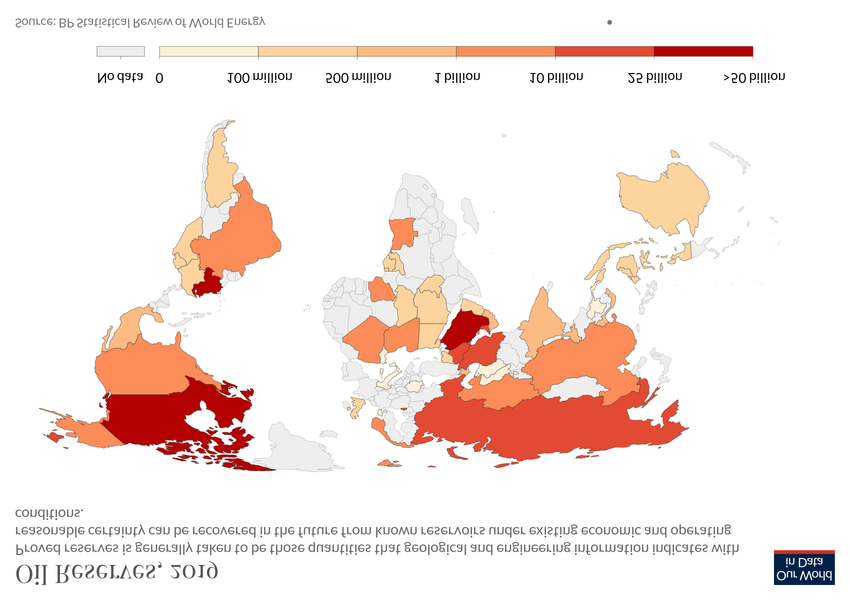 Oil Reserves, 2019
Our World
in Data
Proved reserves is generally taken to be those quantities that geological and engineering information indicates with
reasonable certainty can be recovered in the future from known reservoirs under existing economic and operating
conditions.
No data 0 100 million 500 million 1 billion 10 billion 25 billion >50 billion
Source: BP Statistical Review of World Energy •